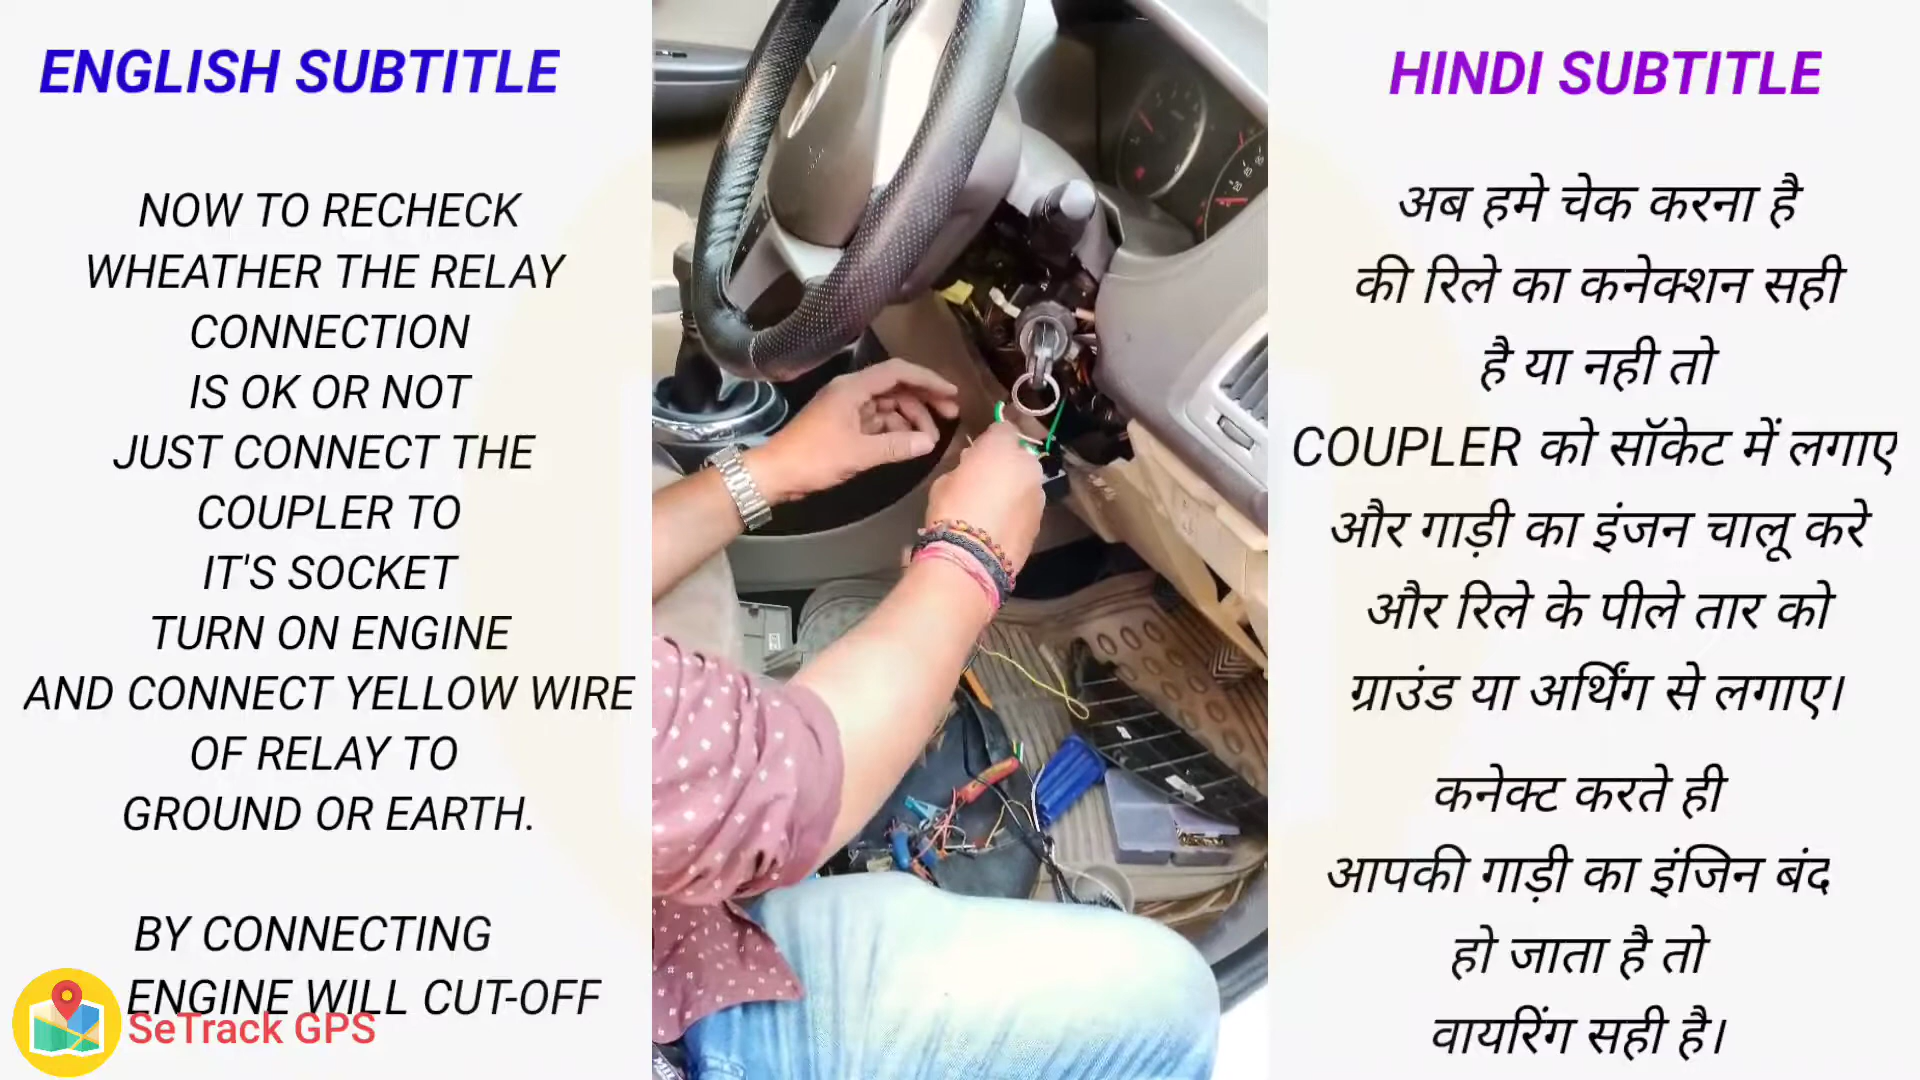 ENGLISH SUBTITLE
NOW TO RECHECK
WHEATHER THE RELAY
CONNECTION
IS OK OR NOT
JUST CONNECT THE
COUPLER TO
IT'S SOCKET
TURN ON ENGINE
AND CONNECT YELLOW WIRE
OF RELAY TO
GROUND OR EARTH.
BY CONNECTING
ENGINE WILL CUT-OFF
SeTrack GPS
HINDI SUBTITLE
अब हमे चेक करना है
की रिले का कनेक्शन सही
है या नही तो
COUPLER को सॉकेट में लगाए
और गाड़ी का इंजन चालू करे
और रिले के पीले तार को
ग्राउंड या अर्थिंग से लगाए।
कनेक्ट करते ही
आपकी गाड़ी का इंजिन बंद
हो जाता है तो
वायरिंग सही है।